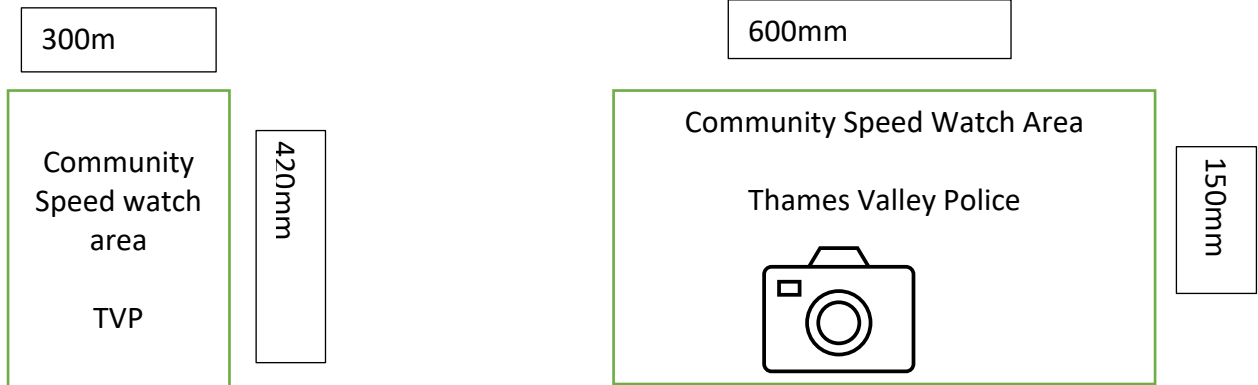 300m
Community
Speed watch
area
TVP
420mm
600mm
Community Speed Watch Area
Thames Valley Police
150mm